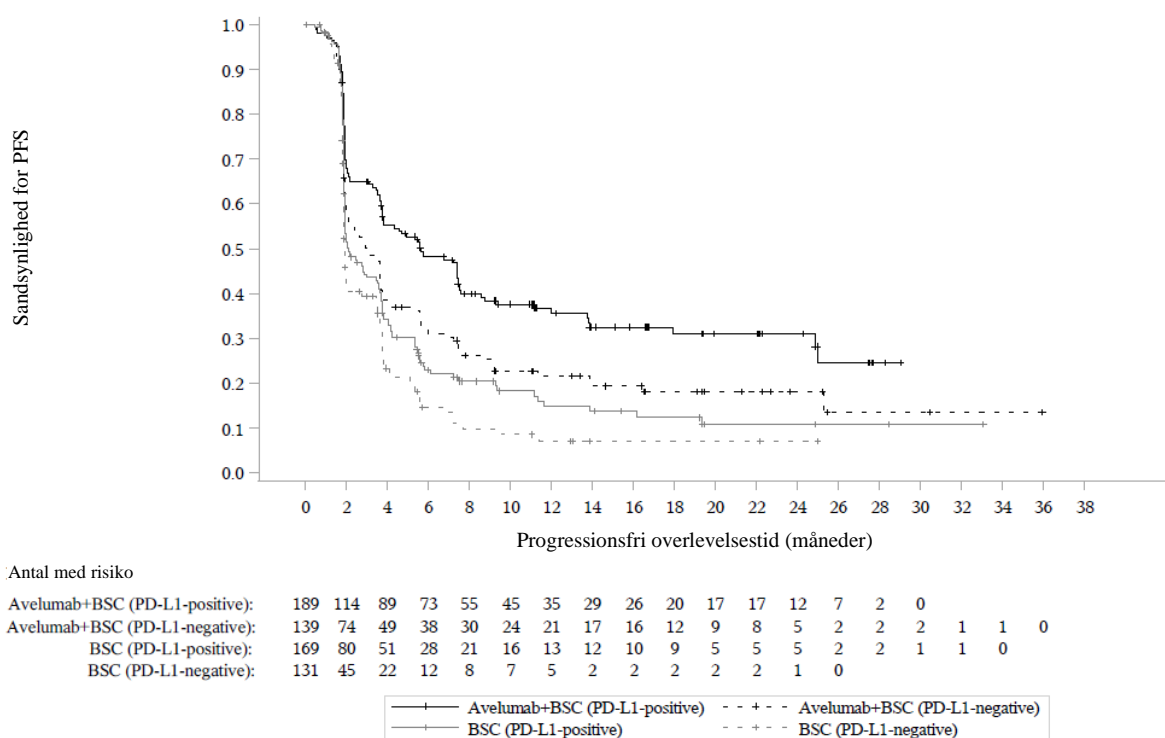 Sandsynlighed for PFS
1.0
0.9
0.8
0.7
0.6
0.5
0.4
0.3
0.2
0.1
0.0
0 2 4 6 8 10 12 14 16 18 20 22 24 26 28 30 32 34 36 38
Progressionsfri overlevelsestid (måneder)
Antal med risiko
Avelumab+BSC (PD-L1-positive): 189 114 89 73 55 45 35 29 26 20 17 17 12 7 2 0
Avelumab+BSC (PD-L1-negative): 139 74 49 38 30 24 21 17 16 12 9 8 5 2 2 2 1 1 0
BSC (PD-L1-positive): 169 80 51 28 21 16 13 12 10 9 5 5 5 2 2 1 1 0
BSC (PD-L1-negative): 131 45 22 12 8 7 5 2 2 2 2 2 1 0
Avelumab+BSC (PD-L1-positive) Avelumab+BSC (PD-L1-negative)
BSC (PD-L1-positive) BSC (PD-L1-negative)